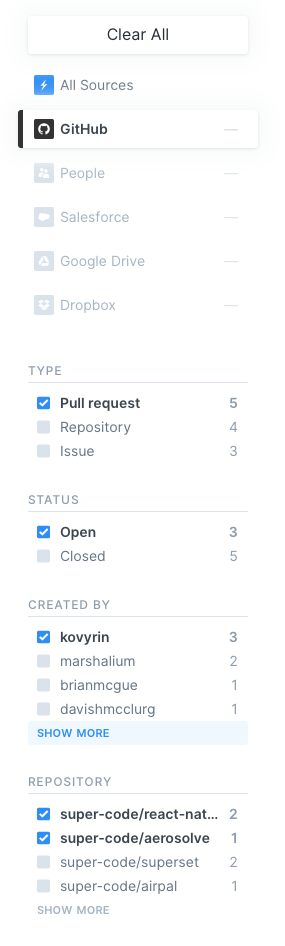 Clear All
All Sources
GitHub —
People —
Salesforce —
Google Drive —
Dropbox —
TYPE
Pull request 5
Repository 4
Issue 3
STATUS
Open 3
Closed 5
CREATED BY
kovyrin 3
marshalium 2
brianmcgue 1
davishmcclurg 1
SHOW MORE
REPOSITORY
super-code/react-nat... 2
super-code/aerosolve 1
super-code/superset 2
super-code/airpal 1
SHOW MORE